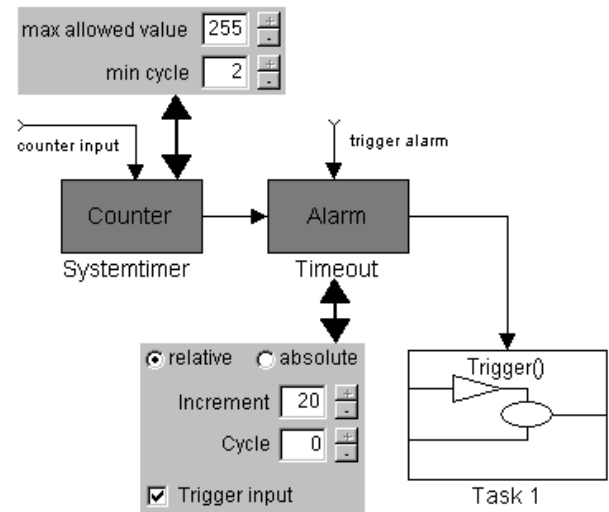 max allowed value 255 + -
min cycle 2 + -
counter input
trigger alarm
Counter
Alarm
Systemtimer
Timeout
relative absolute
Increment 20 + -
Cycle 0 + -
Trigger input
Trigger()
Task 1